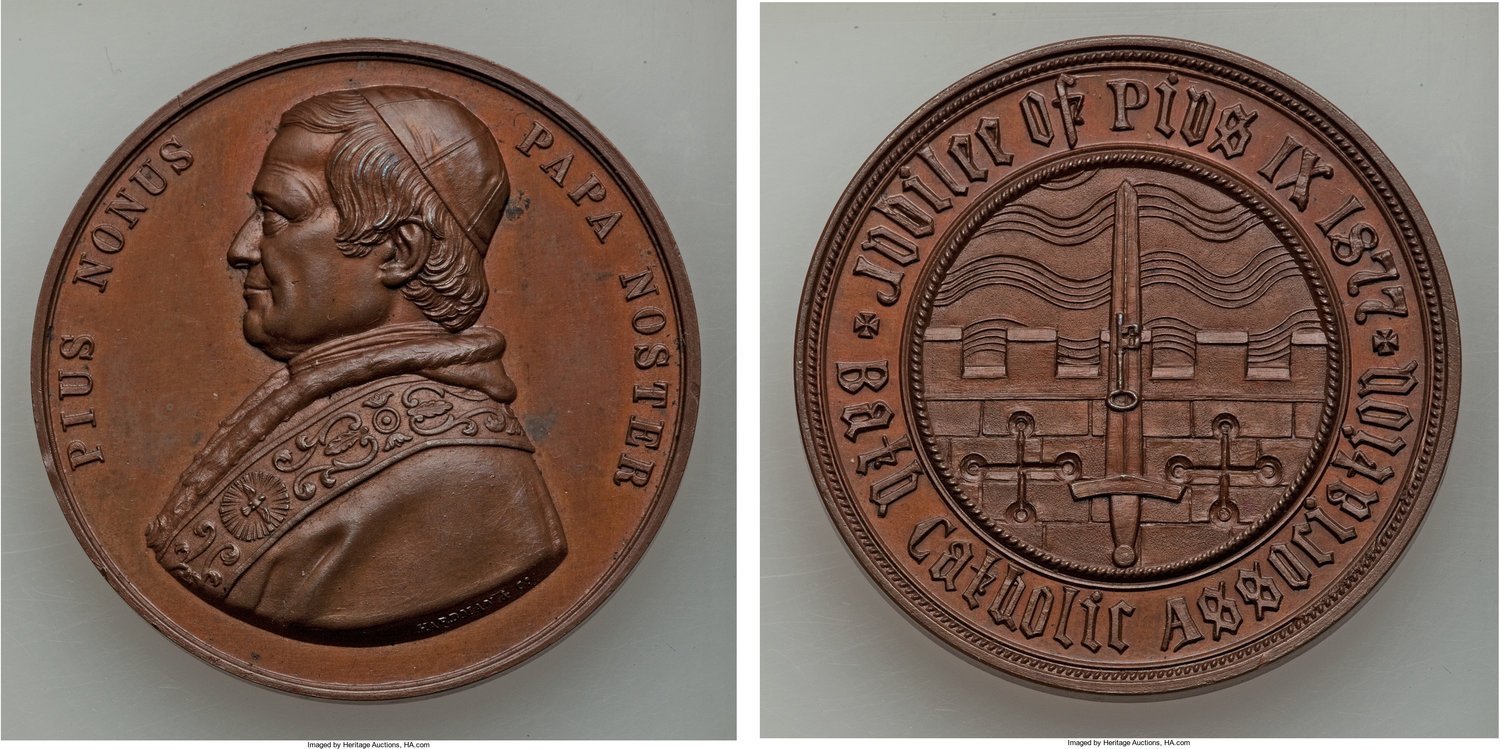 PIUS NONUS PAPA NOSTER
HARDMAN & CO.
Jubilee of Pius IX 1877
Bath Catholic Association
Imaged by Heritage Auctions, HA.com
Imaged by Heritage Auctions, HA.com